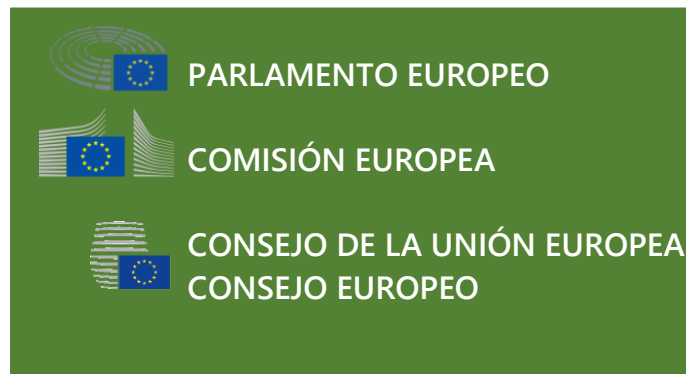 PARLAMENTO EUROPEO
COMISIÓN EUROPEA
CONSEJO DE LA UNIÓN EUROPEA
CONSEJO EUROPEO